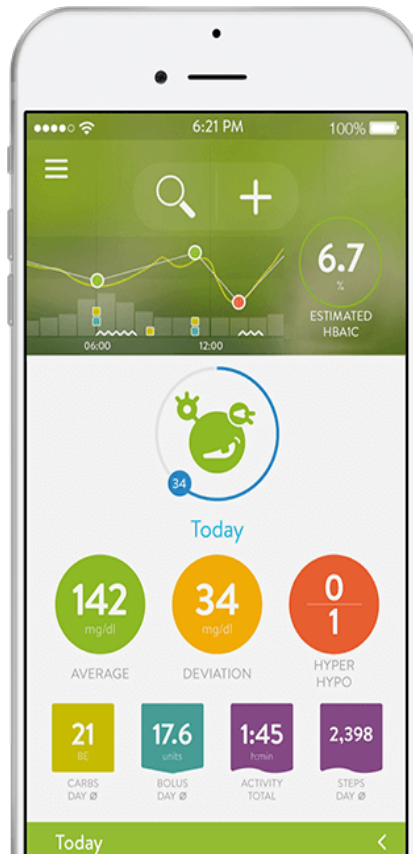 6:21 PM
100%
6.7
%
ESTIMATED
HBA1C
06:00
12:00
34
Today
142
mg/dl
34
mg/dl
0
1
AVERAGE
DEVIATION
HYPER
HYPO
21
BE
17.6
units
1:45
h:min
2,398
CARBS
DAY Ø
BOLUS
DAY Ø
ACTIVITY
TOTAL
STEPS
DAY Ø
Today